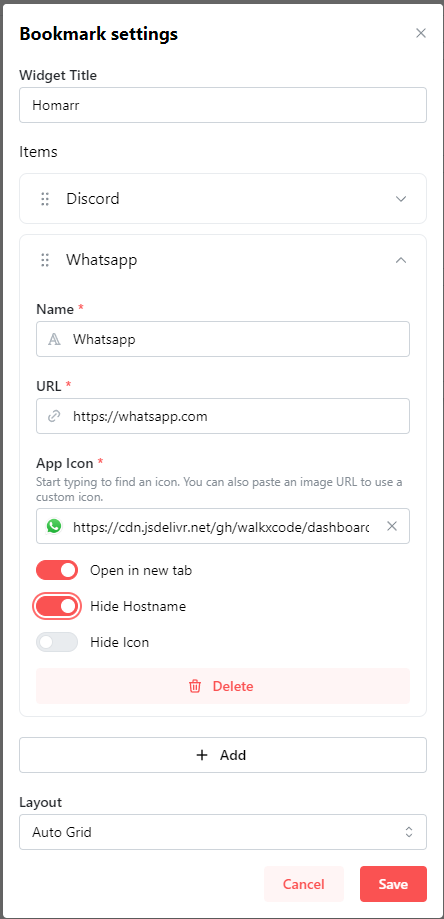 Bookmark settings
Widget Title
Homarr
Items
Discord
Whatsapp
Name *
Whatsapp
URL *
https://whatsapp.com
App Icon *
Start typing to find an icon. You can also paste an image URL to use a
custom icon.
https://cdn.jsdelivr.net/gh/walkxcode/dashboard
Open in new tab
Hide Hostname
Hide Icon
Delete
Add
Layout
Auto Grid
Cancel
Save